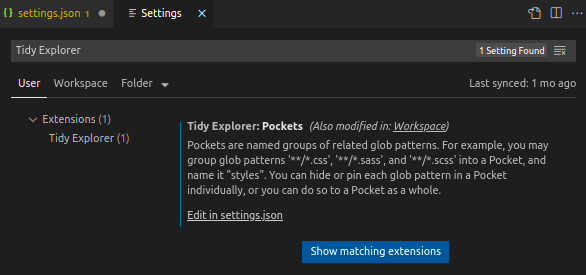 settings.json 1
Settings
Tidy Explorer
1 Setting Found
User Workspace Folder
Last synced: 1 mo ago
Extensions (1)
Tidy Explorer (1)
Tidy Explorer: Pockets (Also modified in: Workspace)
Pockets are named groups of related glob patterns. For example, you may
group glob patterns '**/*.css', '**/*.sass', and '**/*.scss' into a Pocket, and
name it "styles". You can hide or pin each glob pattern in a Pocket
individually, or you can do so to a Pocket as a whole.
Edit in settings.json
Show matching extensions